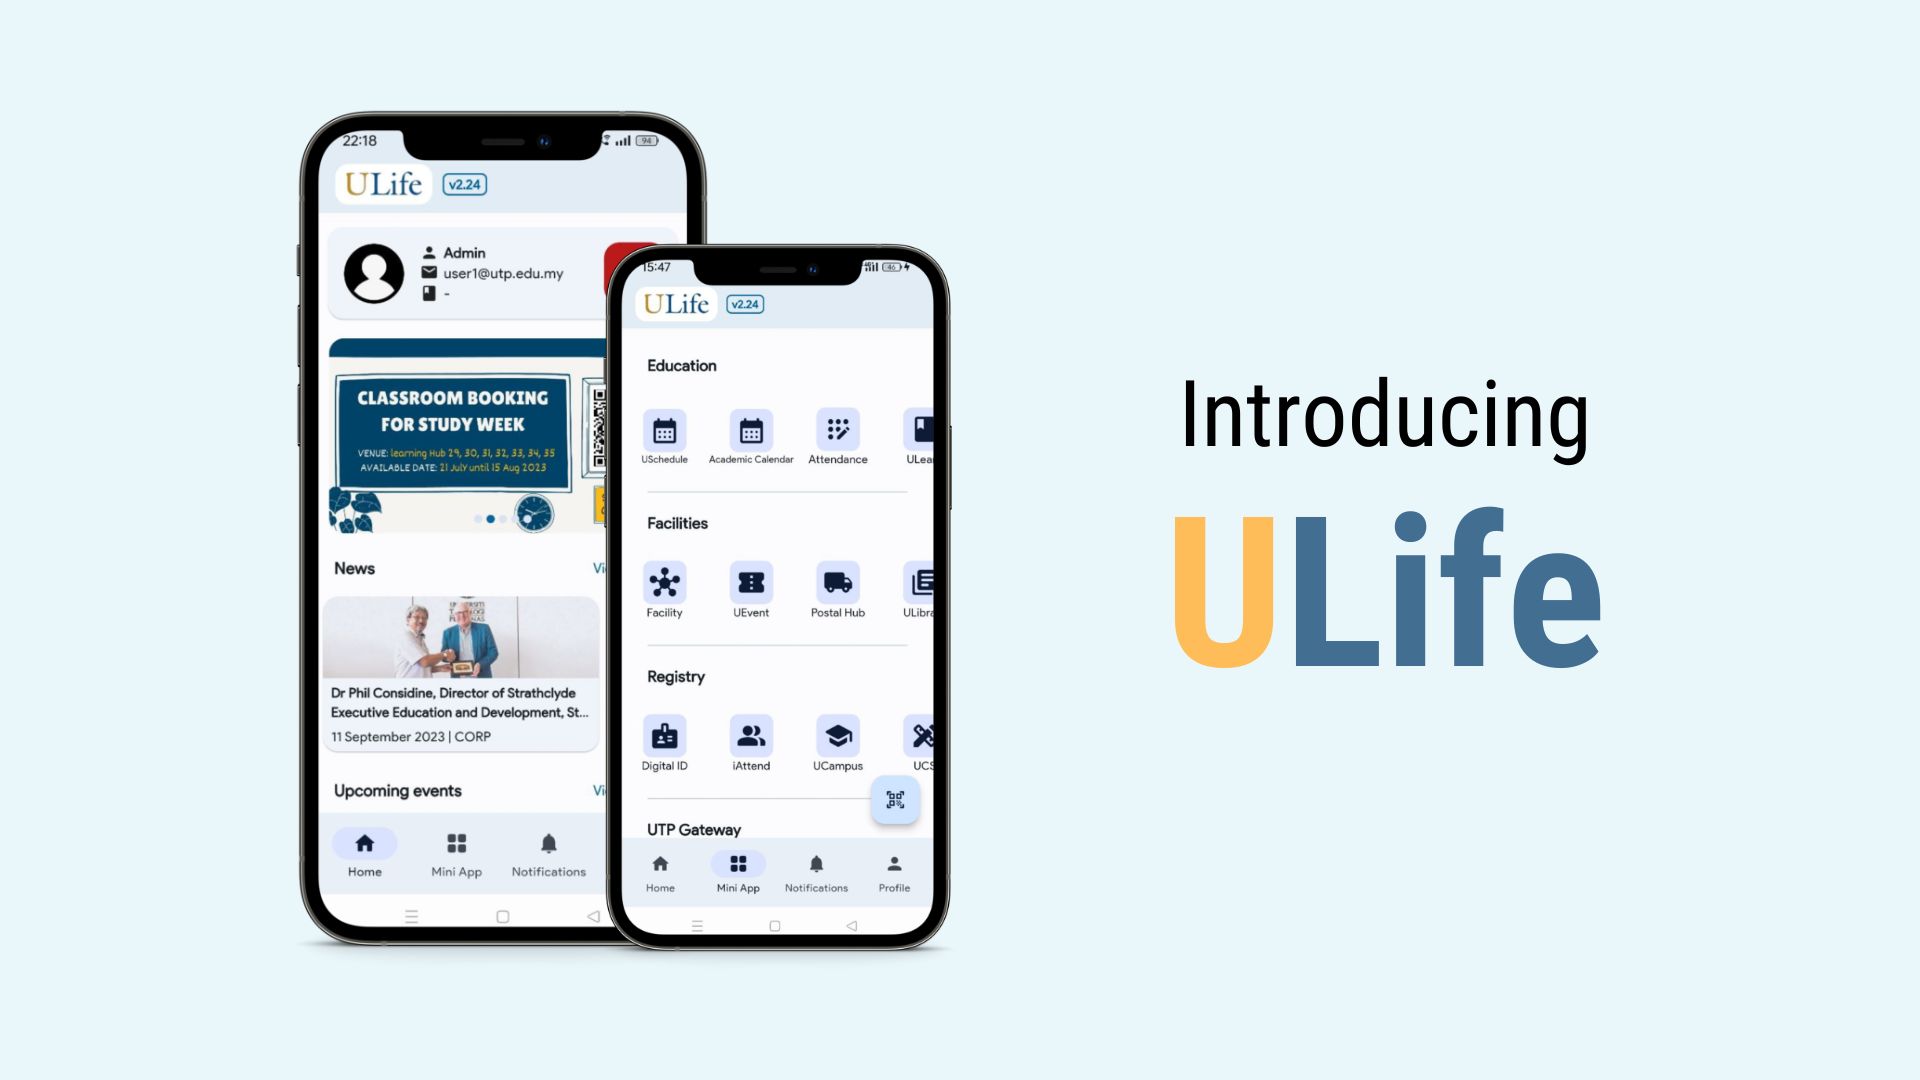 22:18
94
ULife
v2.24
Admin
user1@utp.edu.my
-
CLASSROOM BOOKING
FOR STUDY WEEK
VENUE: learning Hub 29, 30, 31, 32, 33, 34, 35
AVAILABLE DATE: 21 July until 15 Aug 2023
News
Vi
Dr Phil Considine, Director of Strathclyde
Executive Education and Development, St...
11 September 2023 | CORP
Upcoming events
Vi
Home
Mini App
Notifications
15:47
46
ULife
v2.24
Education
USchedule
Academic Calendar
Attendance
ULear
Facilities
Facility
UEvent
Postal Hub
ULibra
Registry
Digital ID
iAttend
UCampus
UCS
UTP Gateway
Home
Mini App
Notifications
Profile
Introducing
ULife